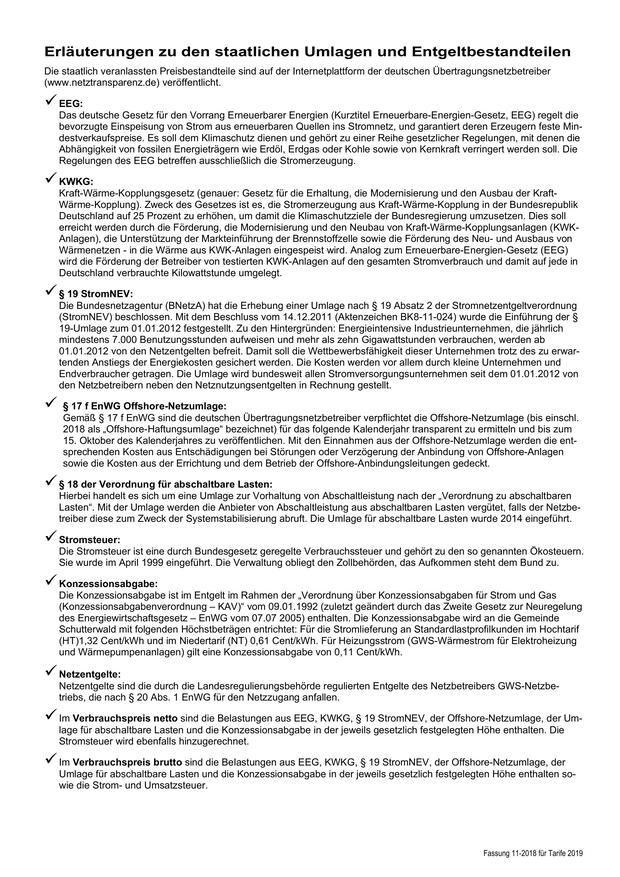 Erläuterungen zu den staatlichen Umlagen und Entgeltbestandteilen
Die staatlich veranlassten Preisbestandteile sind auf der Internetplattform der deutschen Übertragungsnetzbetreiber
(www.netztransparenz.de) veröffentlicht.
✓ EEG:
Das deutsche Gesetz für den Vorrang Erneuerbarer Energien (Kurztitel Erneuerbare-Energien-Gesetz, EEG) regelt die
bevorzugte Einspeisung von Strom aus erneuerbaren Quellen ins Stromnetz, und garantiert deren Erzeugern feste Min-
destverkaufspreise. Es soll dem Klimaschutz dienen und gehört zu einer Reihe gesetzlicher Regelungen, mit denen die
Abhängigkeit von fossilen Energieträgern wie Erdöl, Erdgas oder Kohle sowie von Kernkraft verringert werden soll. Die
Regelungen des EEG betreffen ausschließlich die Stromerzeugung.
✓ KWKG:
Kraft-Wärme-Kopplungsgesetz (genauer: Gesetz für die Erhaltung, die Modernisierung und den Ausbau der Kraft-
Wärme-Kopplung). Zweck des Gesetzes ist es, die Stromerzeugung aus Kraft-Wärme-Kopplung in der Bundesrepublik
Deutschland auf 25 Prozent zu erhöhen, um damit die Klimaschutzziele der Bundesregierung umzusetzen. Dies soll
erreicht werden durch die Förderung, die Modernisierung und den Neubau von Kraft-Wärme-Kopplungsanlagen (KWK-
Anlagen), die Unterstützung der Markteinführung der Brennstoffzelle sowie die Förderung des Neu- und Ausbaus von
Wärmenetzen - in die Wärme aus KWK-Anlagen eingespeist wird. Analog zum Erneuerbare-Energien-Gesetz (EEG)
wird die Förderung der Betreiber von testierten KWK-Anlagen auf den gesamten Stromverbrauch und damit auf jede in
Deutschland verbrauchte Kilowattstunde umgelegt.
✓ § 19 StromNEV:
Die Bundesnetzagentur (BNetzA) hat die Erhebung einer Umlage nach § 19 Absatz 2 der Stromnetzentgeltverordnung
(StromNEV) beschlossen. Mit dem Beschluss vom 14.12.2011 (Aktenzeichen BK8-11-024) wurde die Einführung der §
19-Umlage zum 01.01.2012 festgestellt. Zu den Hintergründen: Energieintensive Industrieunternehmen, die jährlich
mindestens 7.000 Benutzungsstunden aufweisen und mehr als zehn Gigawattstunden verbrauchen, werden ab
01.01.2012 von den Netzentgelten befreit. Damit soll die Wettbewerbsfähigkeit dieser Unternehmen trotz des zu erwar-
tenden Anstiegs der Energiekosten gesichert werden. Die Kosten werden vor allem durch kleine Unternehmen und
Endverbraucher getragen. Die Umlage wird bundesweit allen Stromversorgungsunternehmen seit dem 01.01.2012 von
den Netzbetreibern neben den Netznutzungsentgelten in Rechnung gestellt.
✓ § 17 f EnWG Offshore-Netzumlage:
Gemäß § 17 f EnWG sind die deutschen Übertragungsnetzbetreiber verpflichtet die Offshore-Netzumlage (bis einschl.
2018 als „Offshore-Haftungsumlage“ bezeichnet) für das folgende Kalenderjahr transparent zu ermitteln und bis zum
15. Oktober des Kalenderjahres zu veröffentlichen. Mit den Einnahmen aus der Offshore-Netzumlage werden die ent-
sprechenden Kosten aus Entschädigungen bei Störungen oder Verzögerung der Anbindung von Offshore-Anlagen
sowie die Kosten aus der Errichtung und dem Betrieb der Offshore-Anbindungsleitungen gedeckt.
✓ § 18 der Verordnung für abschaltbare Lasten:
Hierbei handelt es sich um eine Umlage zur Vorhaltung von Abschaltleistung nach der „Verordnung zu abschaltbaren
Lasten“. Mit der Umlage werden die Anbieter von Abschaltleistung aus abschaltbaren Lasten vergütet, falls der Netzbe-
treiber diese zum Zweck der Systemstabilisierung abruft. Die Umlage für abschaltbare Lasten wurde 2014 eingeführt.
✓ Stromsteuer:
Die Stromsteuer ist eine durch Bundesgesetz geregelte Verbrauchssteuer und gehört zu den so genannten Ökosteuern.
Sie wurde im April 1999 eingeführt. Die Verwaltung obliegt den Zollbehörden, das Aufkommen steht dem Bund zu.
✓ Konzessionsabgabe:
Die Konzessionsabgabe ist im Entgelt im Rahmen der „Verordnung über Konzessionsabgaben für Strom und Gas
(Konzessionsabgabenverordnung – KAV)“ vom 09.01.1992 (zuletzt geändert durch das Zweite Gesetz zur Neuregelung
des Energiewirtschaftsgesetz – EnWG vom 07.07 2005) enthalten. Die Konzessionsabgabe wird an die Gemeinde
Schutterwald mit folgenden Höchstbeträgen entrichtet: Für die Stromlieferung an Standardlastprofilkunden im Hochtarif
(HT)1,32 Cent/kWh und im Niedertarif (NT) 0,61 Cent/kWh. Für Heizungsstrom (GWS-Wärmestrom für Elektroheizung
und Wärmepumpenanlagen) gilt eine Konzessionsabgabe von 0,11 Cent/kWh.
✓ Netzentgelte:
Netzentgelte sind die durch die Landesregulierungsbehörde regulierten Entgelte des Netzbetreibers GWS-Netzbe-
triebs, die nach § 20 Abs. 1 EnWG für den Netzzugang anfallen.
✓ Im Verbrauchspreis netto sind die Belastungen aus EEG, KWKG, § 19 StromNEV, der Offshore-Netzumlage, der Um-
lage für abschaltbare Lasten und die Konzessionsabgabe in der jeweils gesetzlich festgelegten Höhe enthalten. Die
Stromsteuer wird ebenfalls hinzugerechnet.
✓ Im Verbrauchspreis brutto sind die Belastungen aus EEG, KWKG, § 19 StromNEV, der Offshore-Netzumlage, der
Umlage für abschaltbare Lasten und die Konzessionsabgabe in der jeweils gesetzlich festgelegten Höhe enthalten so-
wie die Strom- und Umsatzsteuer.
Fassung 11-2018 für Tarife 2019